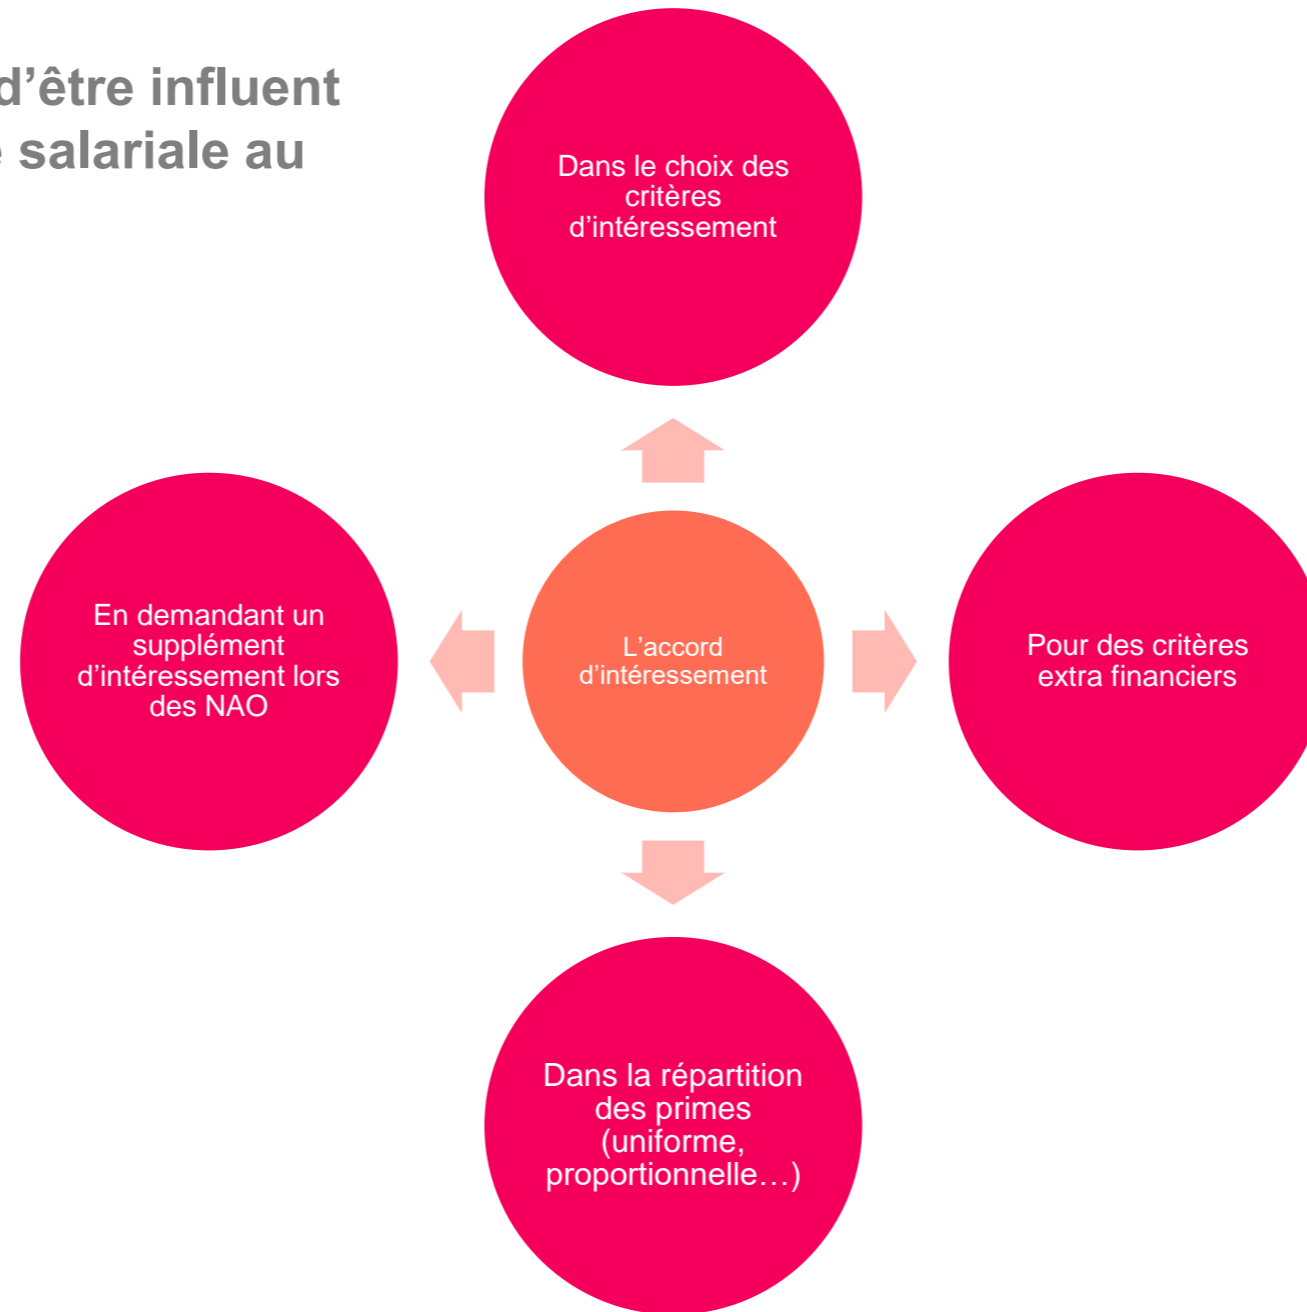 d’être influent
e salariale au
Dans le choix des
critères
d’intéressement
En demandant un
supplément
d’intéressement lors
des NAO
L’accord
d’intéressement
Pour des critères
extra financiers
Dans la répartition
des primes
(uniforme,
proportionnelle…)